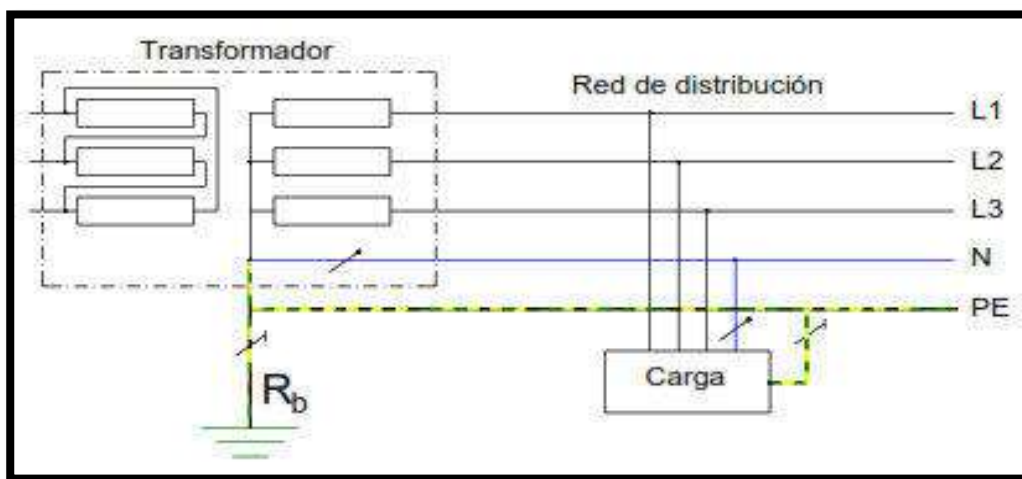 Transformador
Red de distribución
L1
L2
L3
N
PE
Carga
Rb